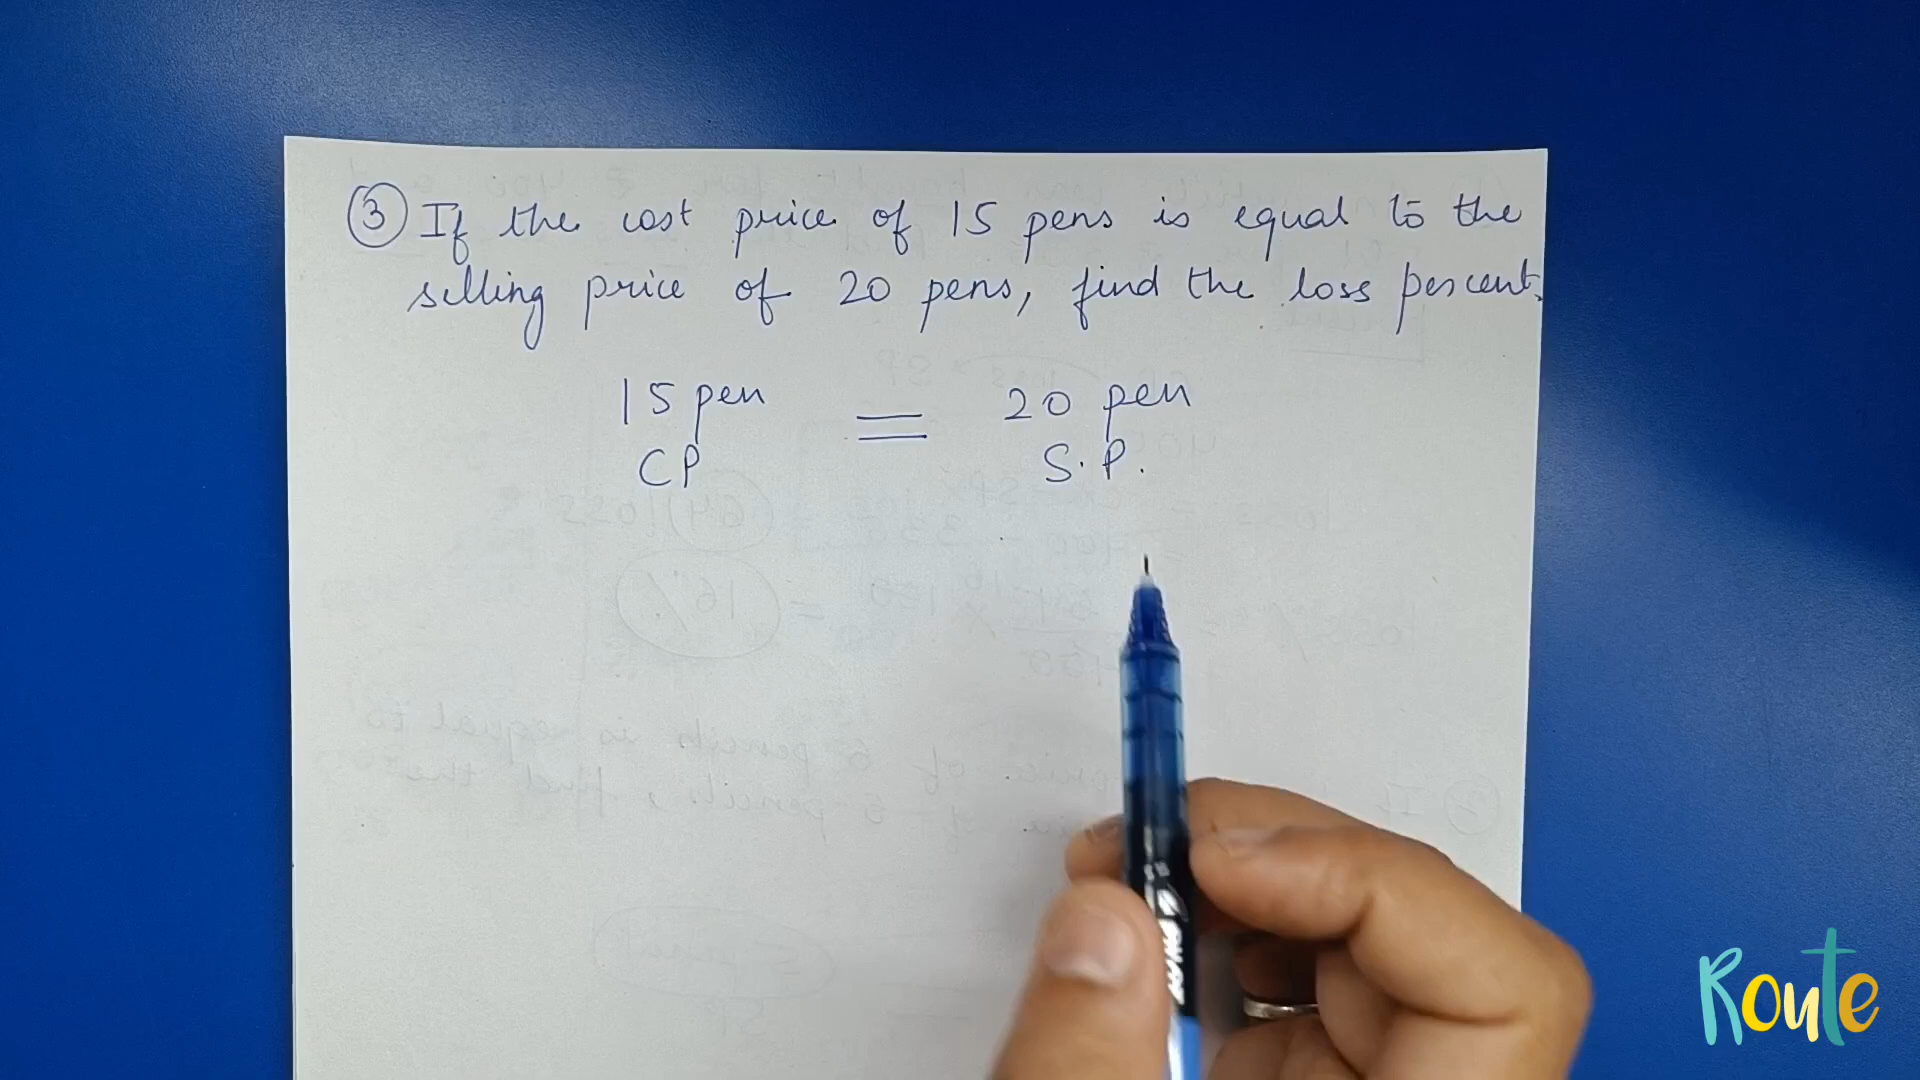 ③ If the cost price of 15 pens is equal to the
selling price of 20 pens, find the loss percent.
15 pen = 20 pen
CP S.P.
Route